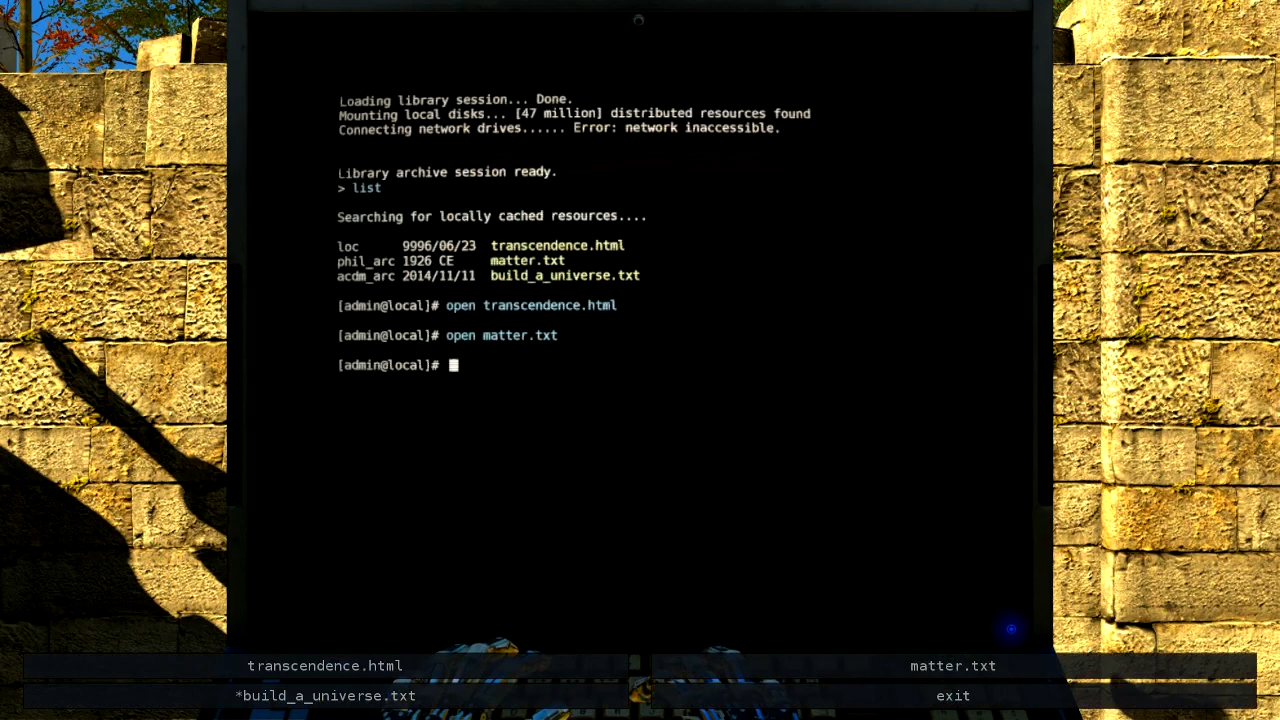 Loading library session... Done.
Mounting local disks... [47 million] distributed resources found
Connecting network drives...... Error: network inaccessible.
Library archive session ready.
> list
Searching for locally cached resources....
loc 9996/06/23 transcendence.html
phil_arc 1926 CE matter.txt
acdm_arc 2014/11/11 build_a_universe.txt
[admin@local]# open transcendence.html
[admin@local]# open matter.txt
[admin@local]#
transcendence.html
matter.txt
*build_a_universe.txt
exit